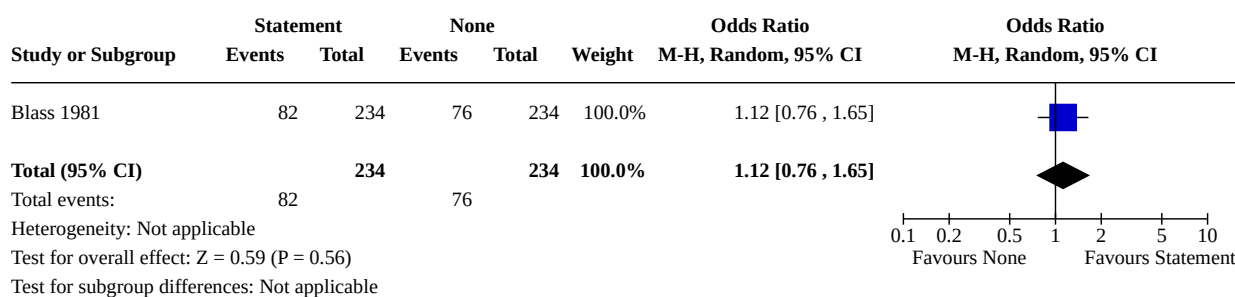 Statement None Odds Ratio Odds Ratio
Study or Subgroup Events Total Events Total Weight M-H, Random, 95% CI M-H, Random, 95% CI
Blass 1981 82 234 76 234 100.0% 1.12 [0.76 , 1.65]
Total (95% CI) 234 234 100.0% 1.12 [0.76 , 1.65]
Total events: 82 76
Heterogeneity: Not applicable
0.1 0.2 0.5 1 2 5 10
Test for overall effect: Z = 0.59 (P = 0.56) Favours None Favours Statement
Test for subgroup differences: Not applicable